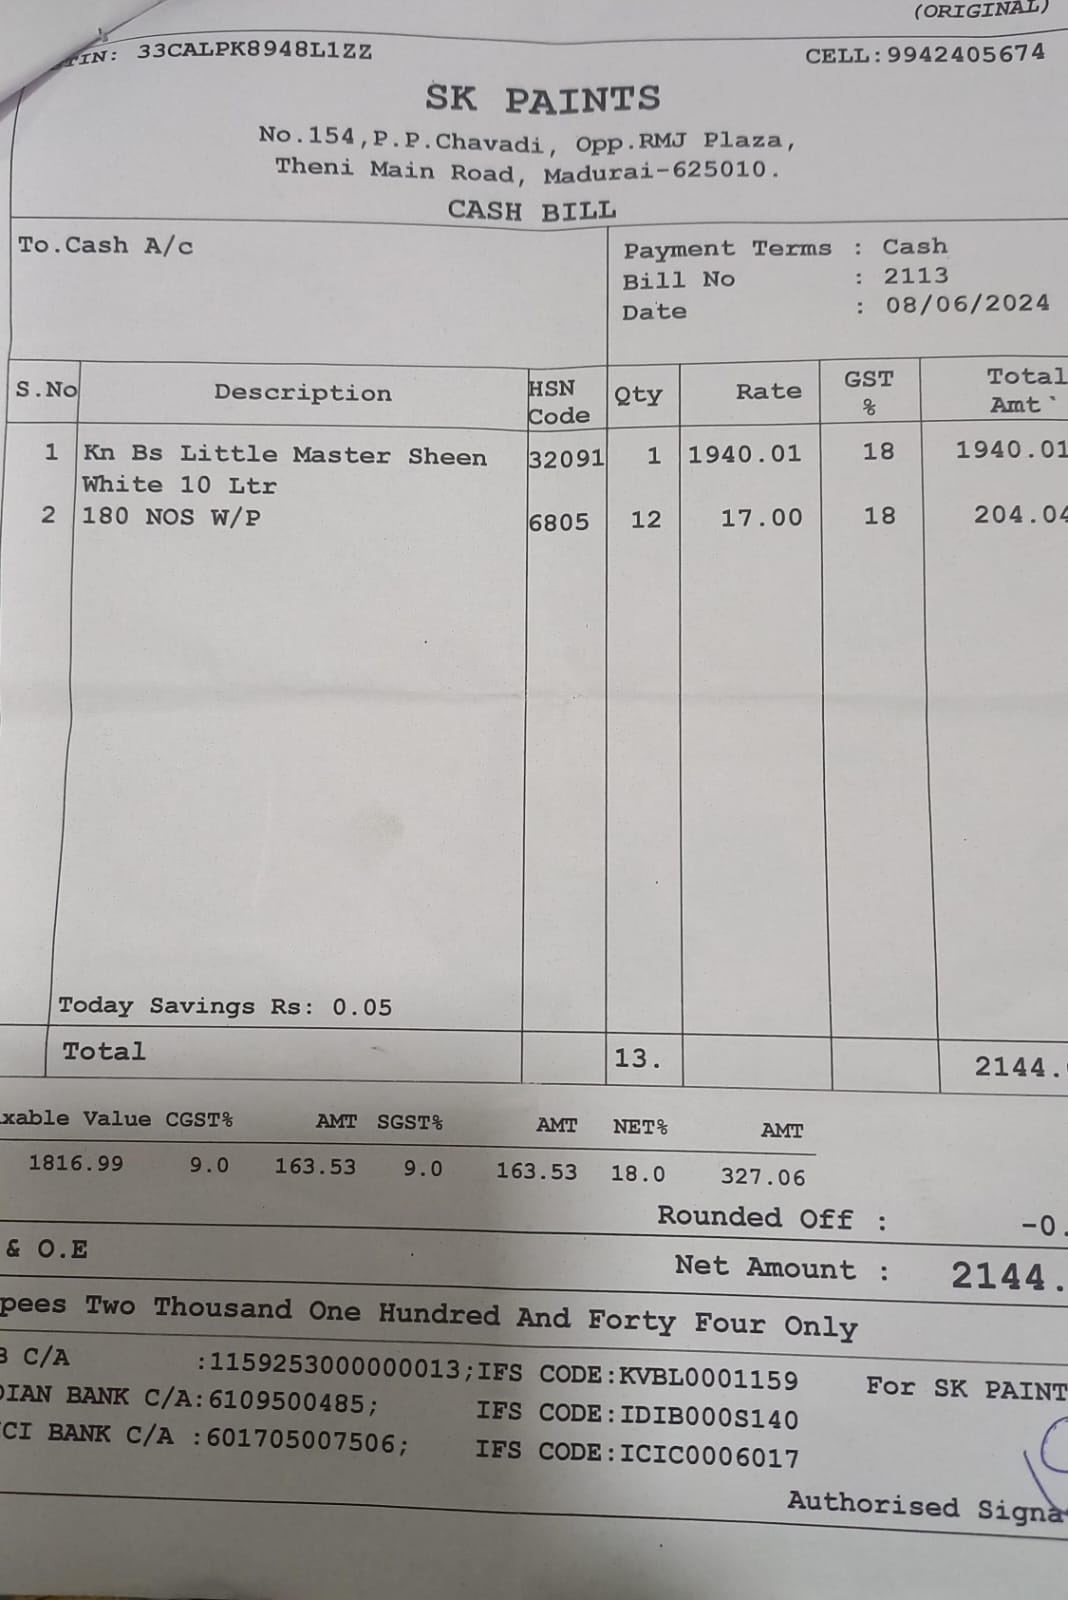 (ORIGINAL)
TIN: 33CALPK8948L1ZZ CELL:9942405674
SK PAINTS
No.154,P.P.Chavadi, Opp.RMJ Plaza,
Theni Main Road, Madurai-625010.
CASH BILL
To.Cash A/c
Payment Terms : Cash
Bill No : 2113
Date : 08/06/2024
S.No Description HSN Code Qty Rate GST % Total Amt
1 Kn Bs Little Master Sheen 32091 1 1940.01 18 1940.01
White 10 Ltr
2 180 NOS W/P 6805 12 17.00 18 204.04
Today Savings Rs: 0.05
Total 13. 2144.
xable Value CGST% AMT SGST% AMT NET% AMT
1816.99 9.0 163.53 9.0 163.53 18.0 327.06
Rounded Off : -0.
& O.E Net Amount : 2144.
pees Two Thousand One Hundred And Forty Four Only
B C/A :1159253000000013;IFS CODE:KVBL0001159 For SK PAINT
DIAN BANK C/A:6109500485; IFS CODE:IDIB000S140
CI BANK C/A :601705007506; IFS CODE:ICIC0006017
Authorised Signa